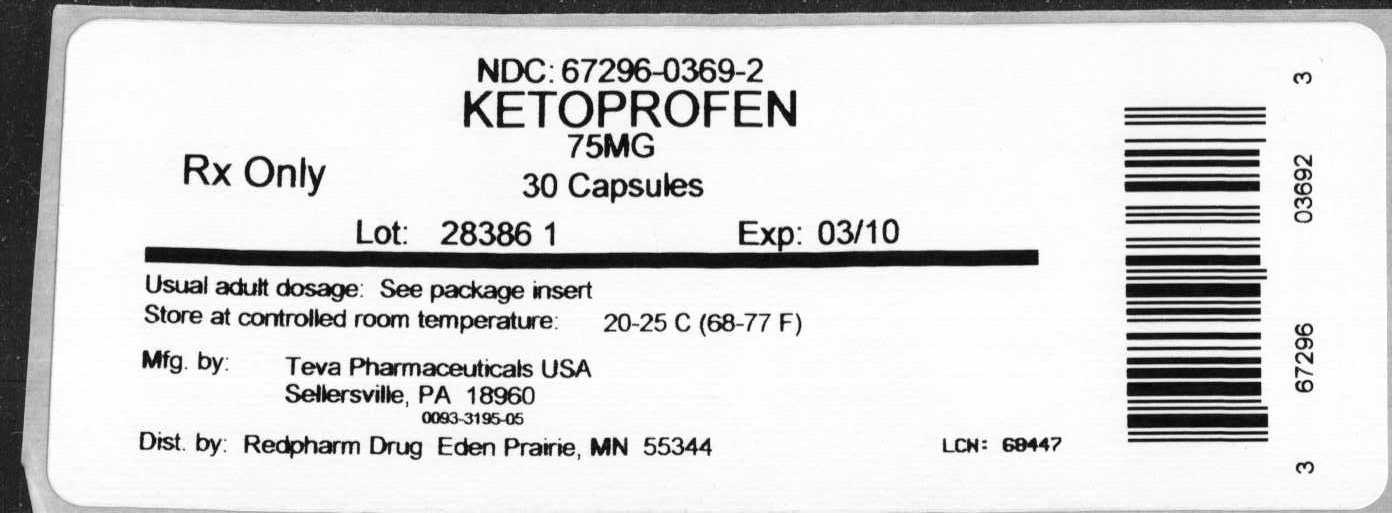 NDC: 67296-0369-2
KETOPROFEN
75MG
Rx Only
30 Capsules
Lot: 28386 1 Exp: 03/10
Usual adult dosage: See package insert
Store at controlled room temperature: 20-25 C (68-77 F)
Mfg. by: Teva Pharmaceuticals USA
Sellersville, PA 18960
0093-3195-05
Dist. by: Redpharm Drug Eden Prairie, MN 55344
LCN: 68447
3 67296 03692 3